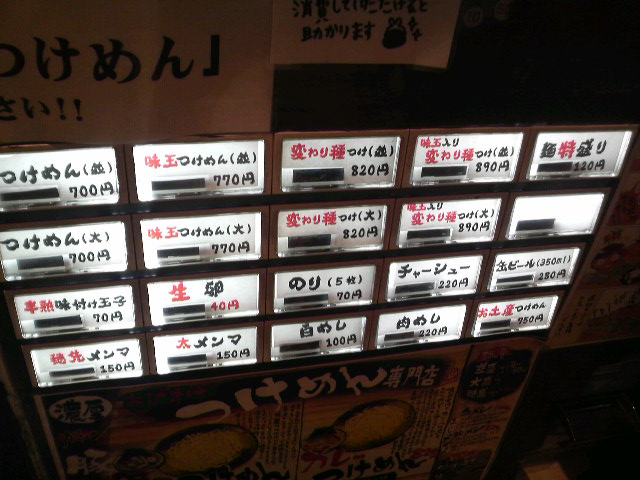 消費して
助かります
つけめん」
さい!!
つけめん(並)
700円
味玉つけめん(並)
770円
変わり種つけ(並)
820円
味玉入り
変わり種つけ(並)
890円
麺特盛り
120円
つけめん(大)
700円
味玉つけめん(大)
770円
変わり種つけ(大)
820円
味玉入り
変わり種つけ(大)
890円
半熟味付け玉子
70円
生卵
40円
のり(5枚)
70円
チャーシュー
220円
缶ビール(350ml)
250円
穂先メンマ
150円
太メンマ
150円
白めし
100円
肉めし
220円
お土産つけめん
750円
濃厚
つけめん専門店
カレー
つけめん